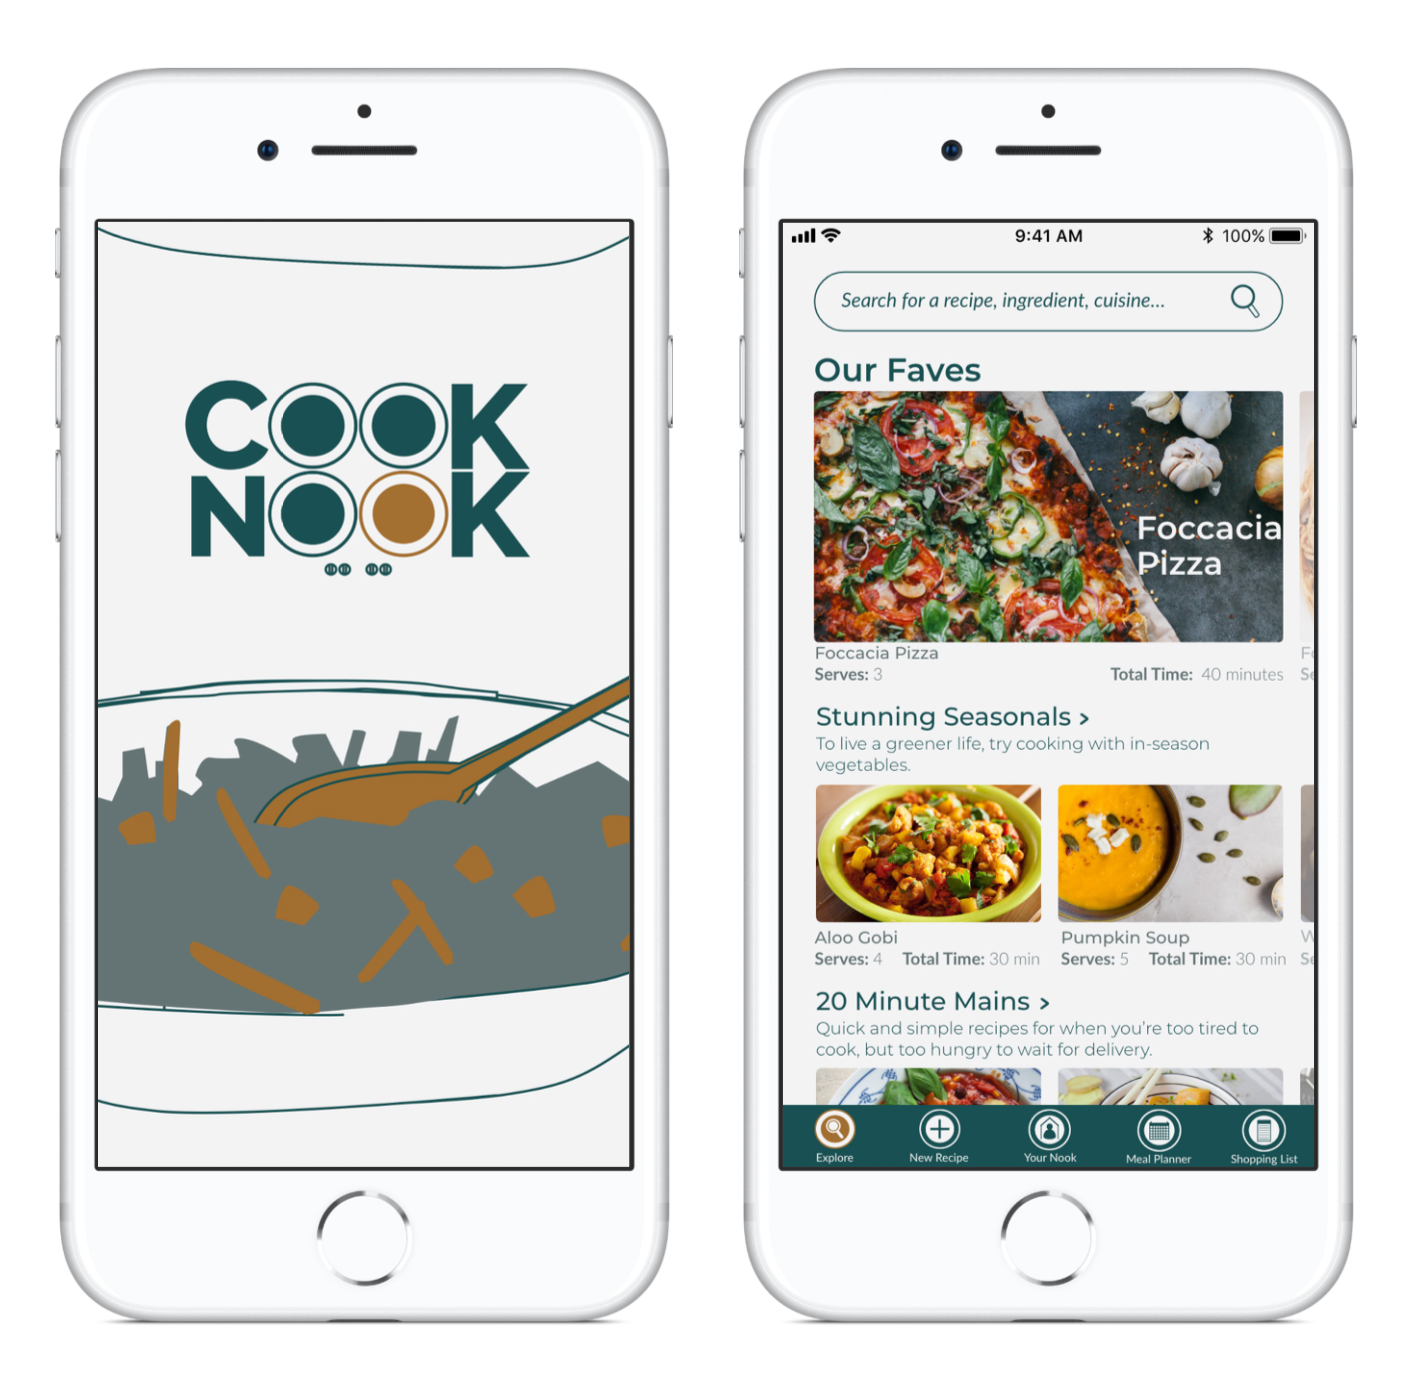 COOK
NOOK
9:41 AM
100%
Search for a recipe, ingredient, cuisine...
Our Faves
Foccacia
Pizza
Foccacia Pizza
Serves: 3
Total Time: 40 minutes
Stunning Seasonals >
To live a greener life, try cooking with in-season
vegetables.
Aloo Gobi
Serves: 4 Total Time: 30 min
Pumpkin Soup
Serves: 5 Total Time: 30 min
20 Minute Mains >
Quick and simple recipes for when you're too tired to
cook, but too hungry to wait for delivery.
Explore
New Recipe
Your Nook
Meal Planner
Shopping List